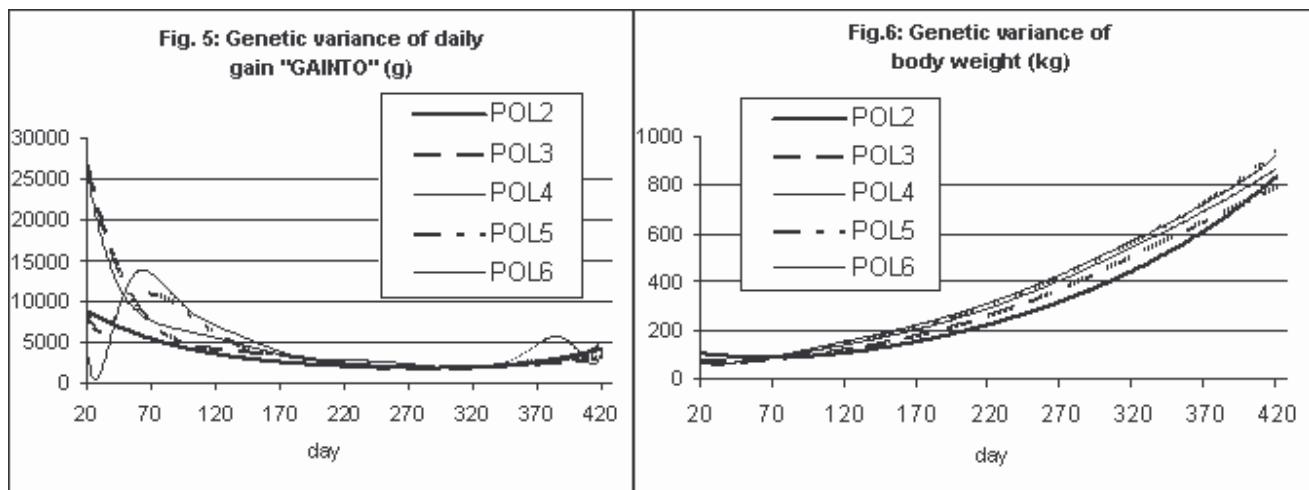 Fig. 5: Genetic variance of daily
gain "GAINTO" (g)
POL2
POL3
POL4
POL5
POL6
30000
25000
20000
15000
10000
5000
0
20 70 120 170 220 270 320 370 420
day
Fig.6: Genetic variance of
body weight (kg)
POL2
POL3
POL4
POL5
POL6
1000
800
600
400
200
0
20 70 120 170 220 270 320 370 420
day